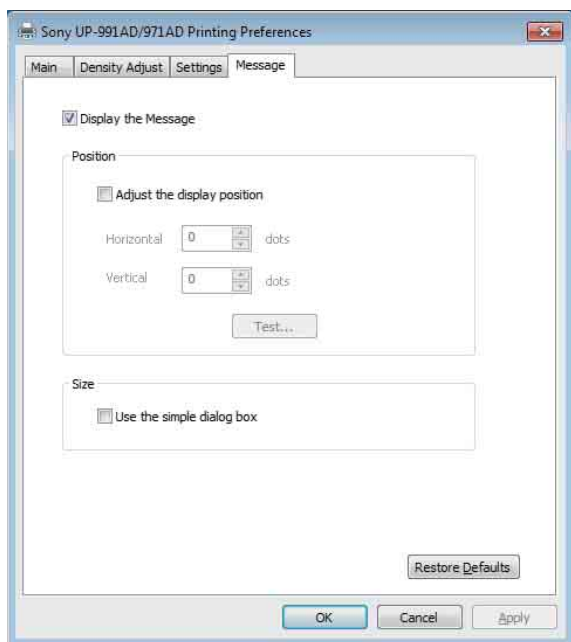 Sony UP-991AD/971AD Printing Preferences
Main Density Adjust Settings Message
Display the Message
Position
Adjust the display position
Horizontal 0 dots
Vertical 0 dots
Test...
Size
Use the simple dialog box
Restore Defaults
OK Cancel Apply